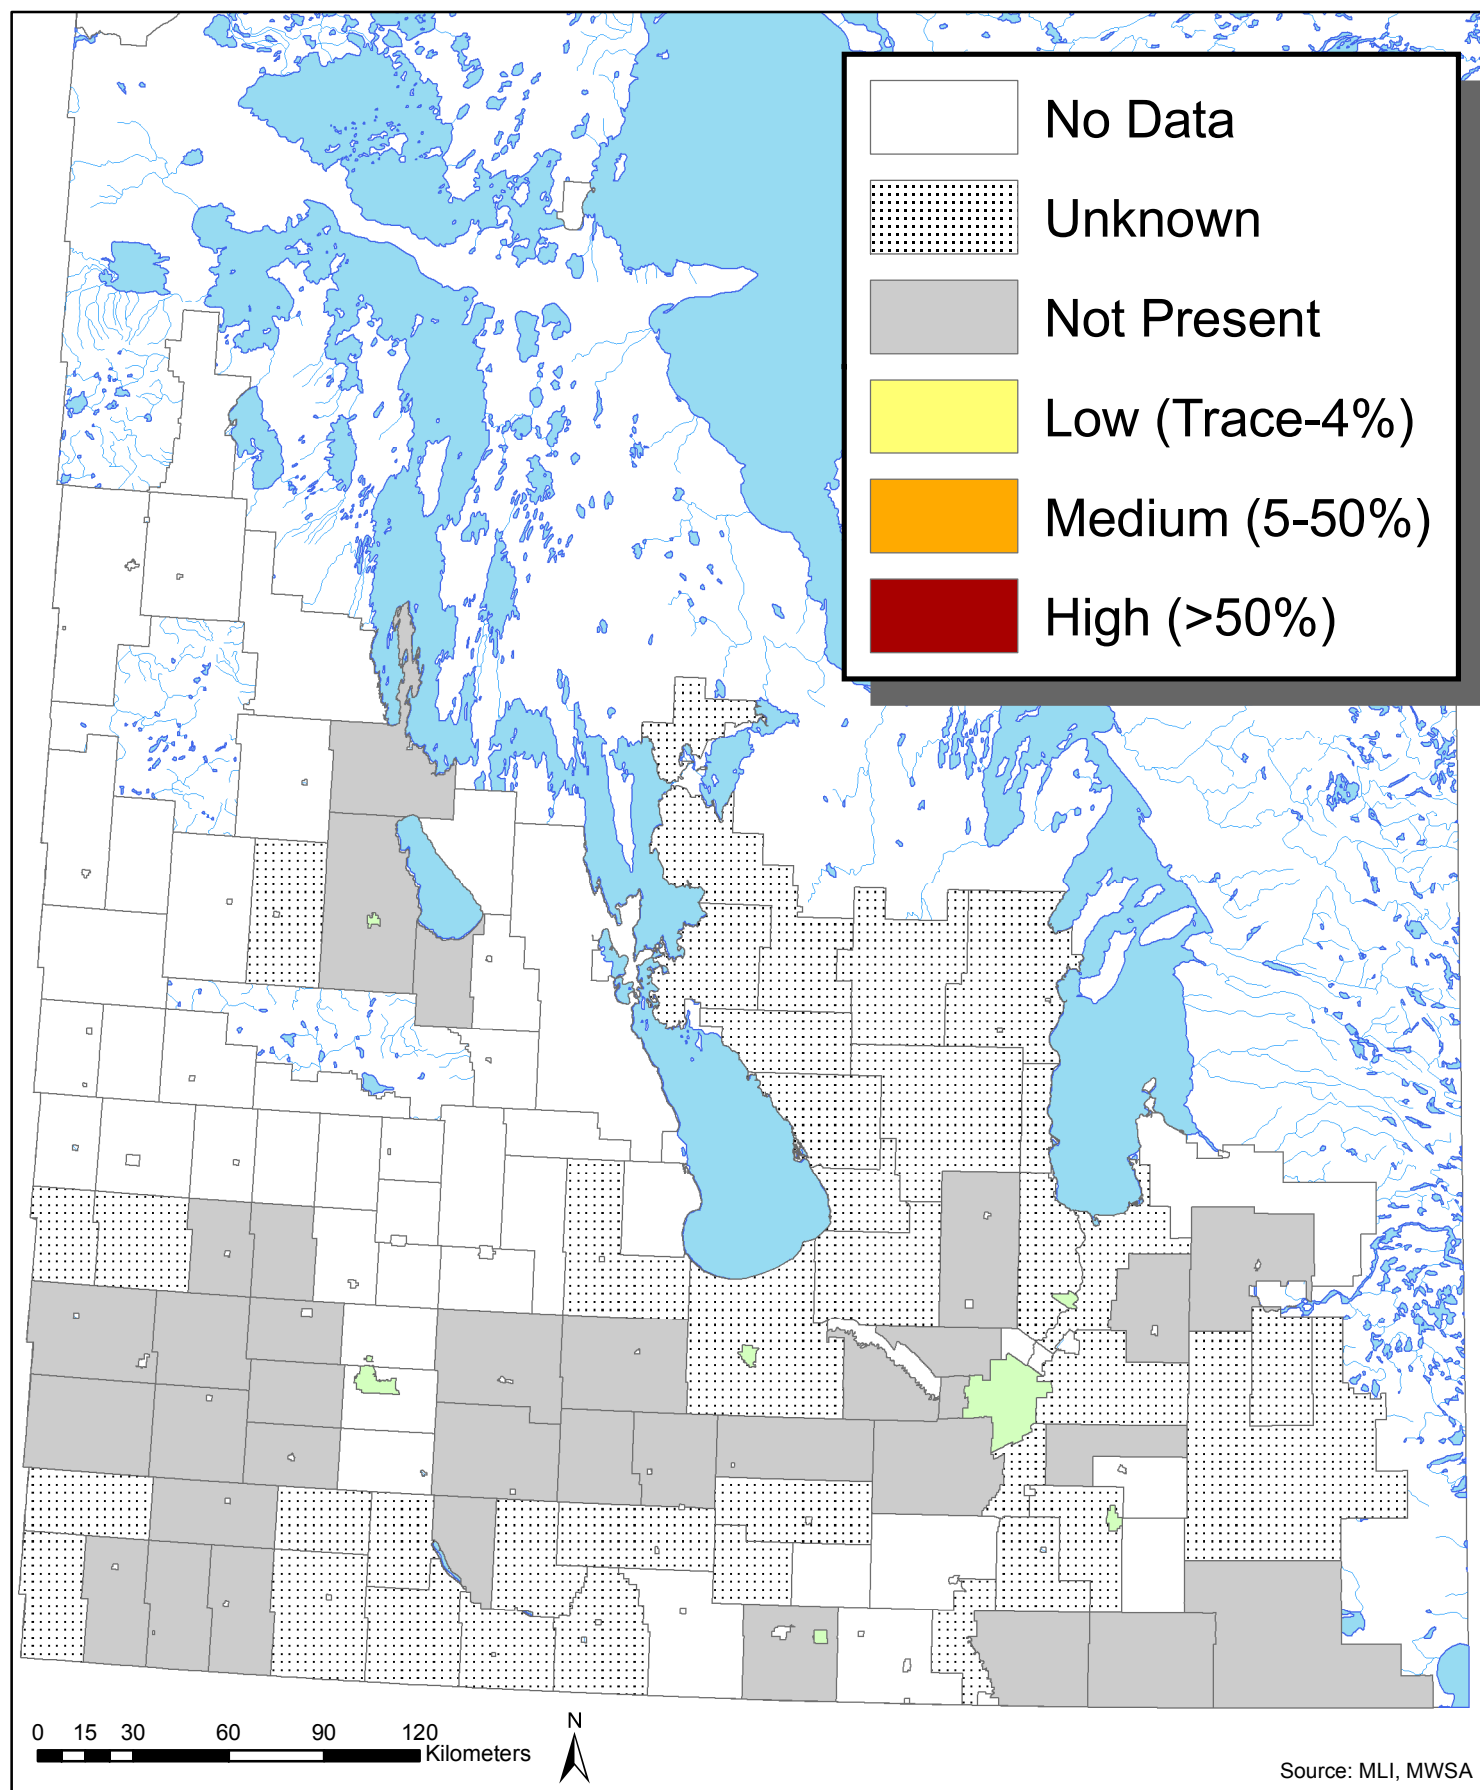 No Data
Unknown
Not Present
Low (Trace-4%)
Medium (5-50%)
High (>50%)
0 15 30 60 90 120
Kilometers
N
Source: MLI, MWSA